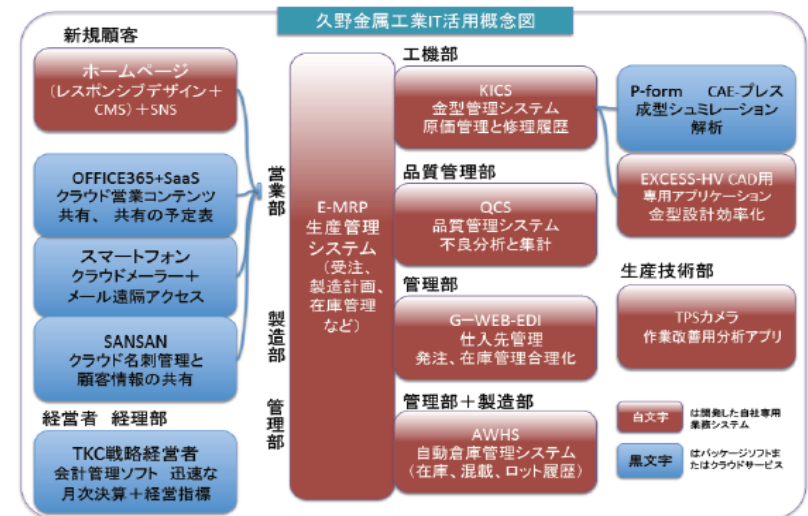 久野金属工業IT活用概念図
新規顧客
ホームページ
(レスポンシブデザイン+
CMS)+SNS
OFFICE365+SaaS
クラウド営業コンテンツ
共有、 共有の予定表
スマートフォン
クラウドメーラー+
メール遠隔アクセス
SANSAN
クラウド名刺管理と
顧客情報の共有
経営者 経理部
TKC戦略経営者
会計管理ソフト 迅速な
月次決算+経営指標
営業部
製造部
管理部
E-MRP
生産管理
システム
(受注、
製造計画、
在庫管理
など)
工機部
KICS
金型管理システム
原価管理と修理履歴
品質管理部
QCS
品質管理システム
不良分析と集計
管理部
G-WEB-EDI
仕入先管理
発注、在庫管理合理化
管理部+製造部
AWHS
自動倉庫管理システム
(在庫、混載、ロット履歴)
P-form CAE-プレス
成型シュミレーション
解析
EXCESS-HV CAD用
専用アプリケーション
金型設計効率化
生産技術部
TPSカメラ
作業改善用分析アプリ
白文字
は開発した自社専用
業務システム
黒文字
はパッケージソフトま
たはクラウドサービス